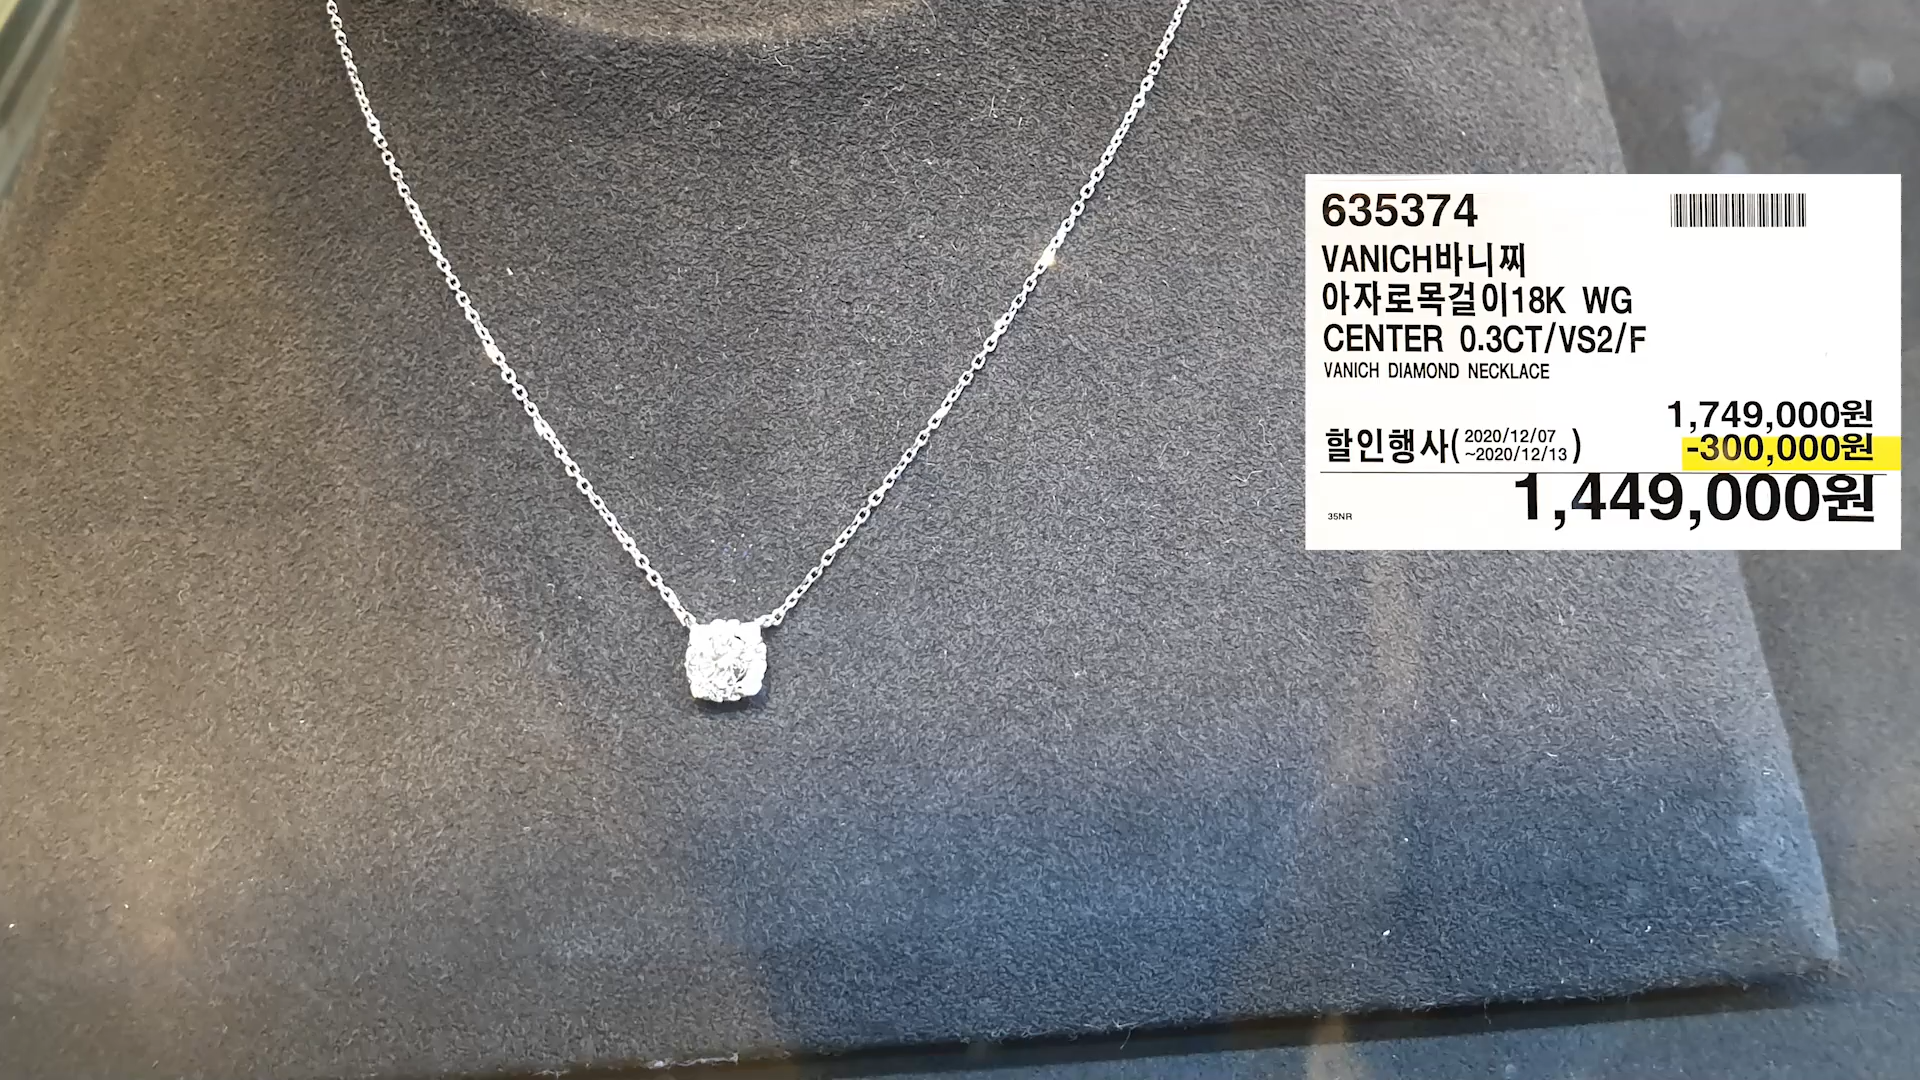 635374
VANICH바니찌
아자로목걸이18K WG
CENTER 0.3CT/VS2/F
VANICH DIAMOND NECKLACE
1,749,000원
할인행사(2020/12/07 ~2020/12/13) -300,000원
1,449,000원
35NR